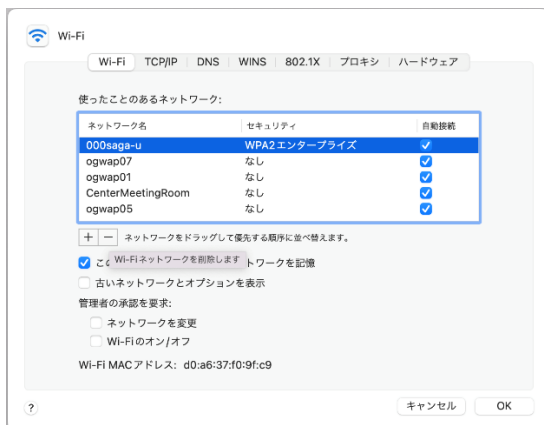 Wi-Fi
Wi-Fi TCP/IP DNS WINS 802.1X プロキシ ハードウェア
使ったことのあるネットワーク:
ネットワーク名 セキュリティ 自動接続
000saga-u WPA2エンタープライズ
ogwap07 なし
ogwap01 なし
CenterMeetingRoom なし
ogwap05 なし
+ − ネットワークをドラッグして優先する順序に並べ替えます。
この
Wi-Fiネットワークを削除します
トワークを記憶
古いネットワークとオプションを表示
管理者の承認を要求:
ネットワークを変更
Wi-Fiのオン/オフ
Wi-Fi MACアドレス: d0:a6:37:f0:9f:c9
? キャンセル OK